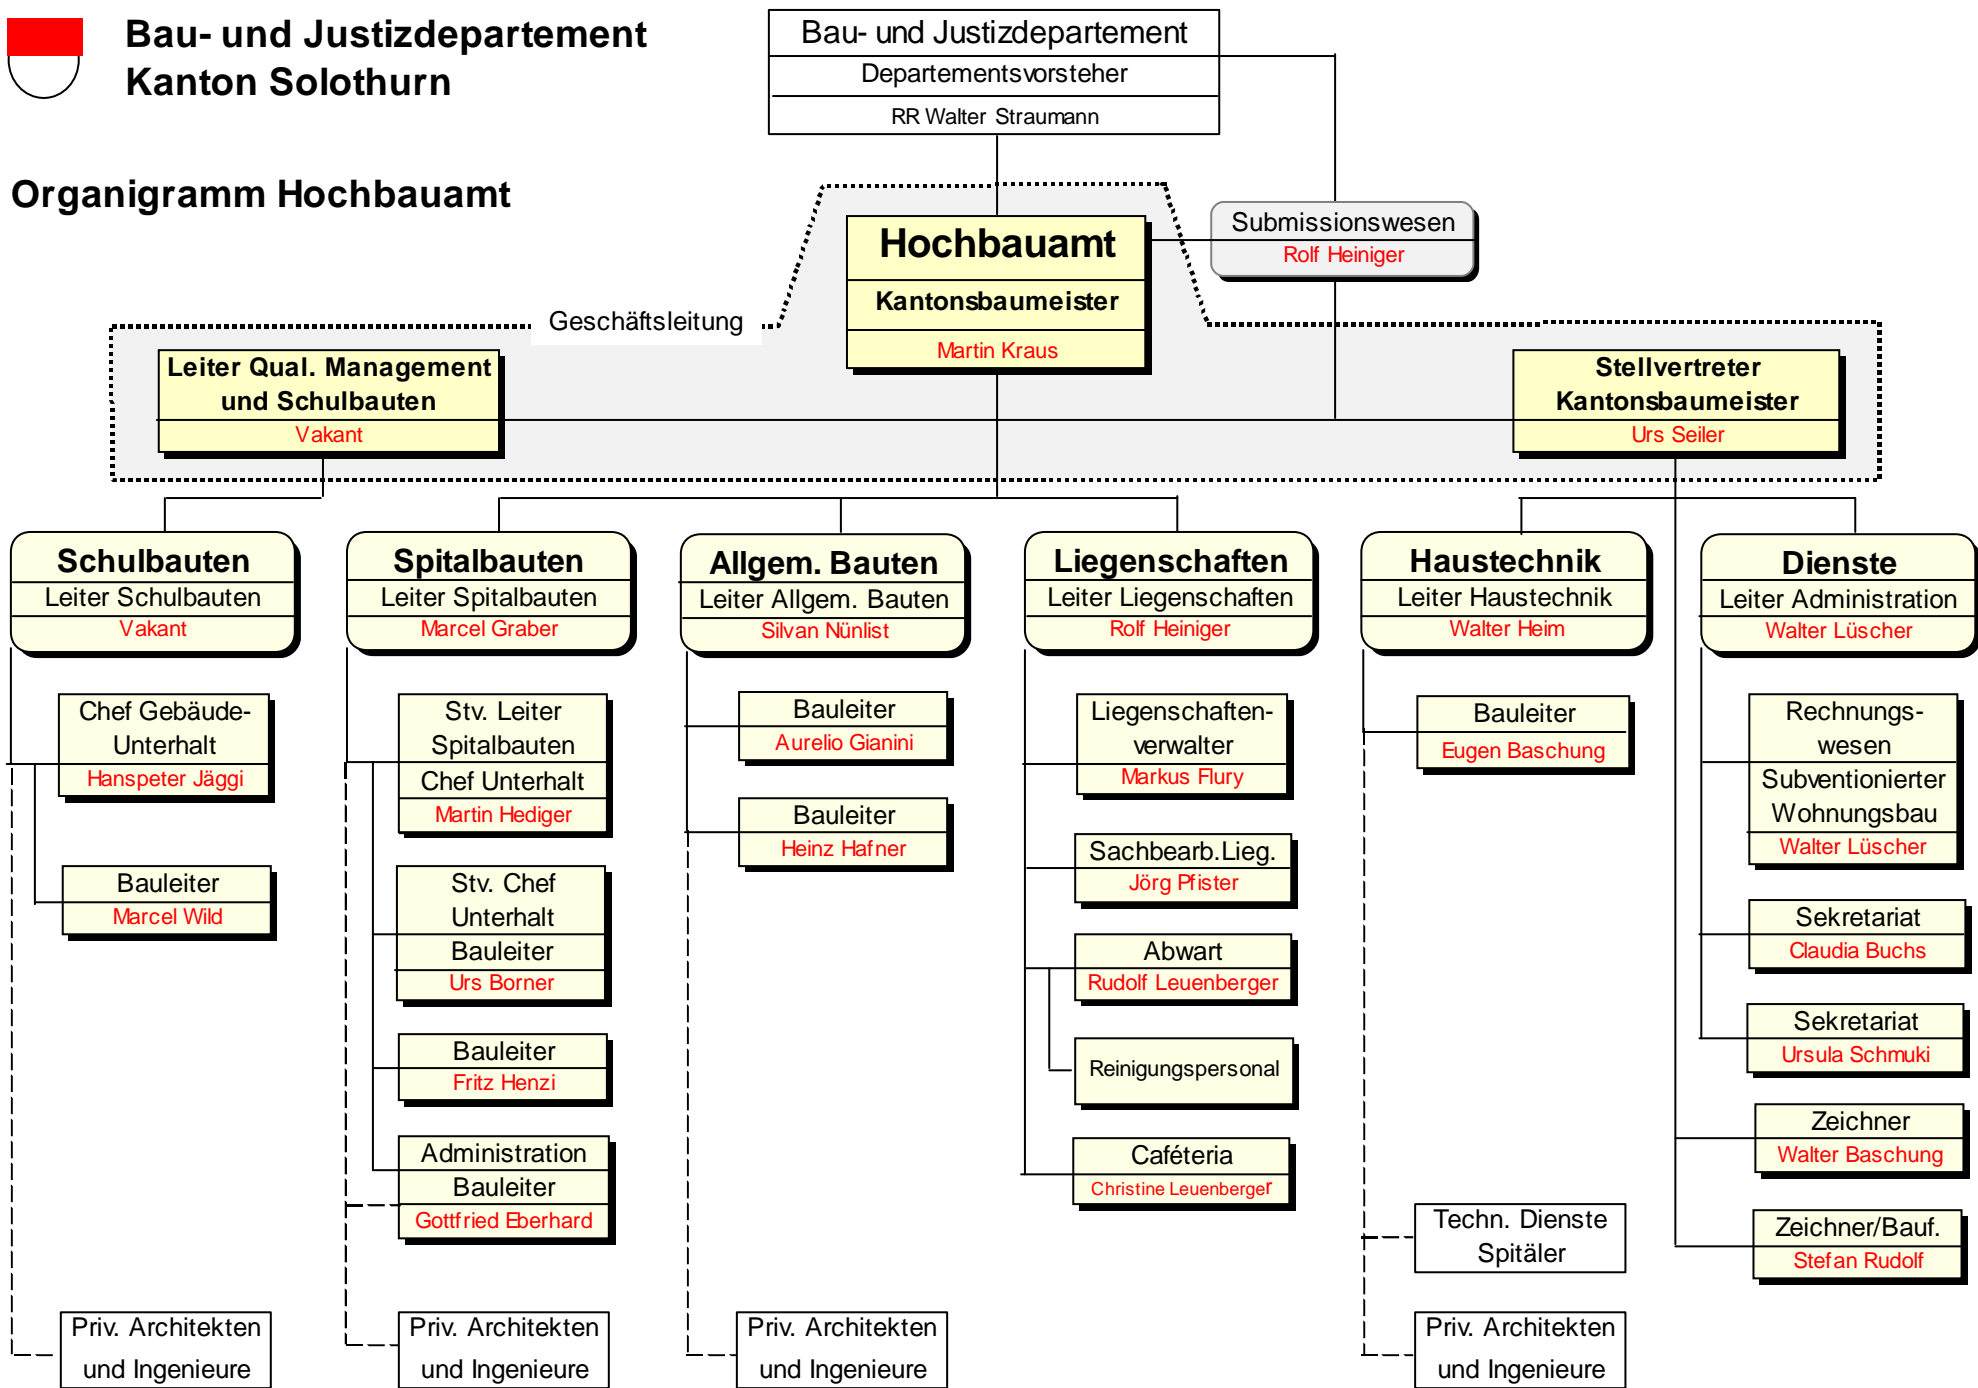 Bau- und Justizdepartement
Kanton Solothurn
Organigramm Hochbauamt
Bau- und Justizdepartement
Departementsvorsteher
RR Walter Straumann
Submissionswesen
Rolf Heiniger
Hochbauamt
Kantonsbaumeister
Martin Kraus
Geschäftsleitung
Leiter Qual. Management
und Schulbauten
Vakant
Stellvertreter
Kantonsbaumeister
Urs Seiler
Schulbauten
Leiter Schulbauten
Vakant
Chef Gebäude-
Unterhalt
Hanspeter Jäggi
Bauleiter
Marcel Wild
Priv. Architekten
und Ingenieure
Spitalbauten
Leiter Spitalbauten
Marcel Graber
Stv. Leiter
Spitalbauten
Chef Unterhalt
Martin Hediger
Stv. Chef
Unterhalt
Bauleiter
Urs Borner
Bauleiter
Fritz Henzi
Administration
Bauleiter
Gottfried Eberhard
Priv. Architekten
und Ingenieure
Allgem. Bauten
Leiter Allgem. Bauten
Silvan Nünlist
Bauleiter
Aurelio Gianini
Bauleiter
Heinz Hafner
Priv. Architekten
und Ingenieure
Liegenschaften
Leiter Liegenschaften
Rolf Heiniger
Liegenschaften-
verwalter
Markus Flury
Sachbearb.Lieg.
Jörg Pfister
Abwart
Rudolf Leuenberger
Reinigungspersonal
Caféteria
Christine Leuenberger
Haustechnik
Leiter Haustechnik
Walter Heim
Bauleiter
Eugen Baschung
Techn. Dienste
Spitäler
Priv. Architekten
und Ingenieure
Dienste
Leiter Administration
Walter Lüscher
Rechnungs-
wesen
Subventionierter
Wohnungsbau
Walter Lüscher
Sekretariat
Claudia Buchs
Sekretariat
Ursula Schmuki
Zeichner
Walter Baschung
Zeichner/Bauf.
Stefan Rudolf